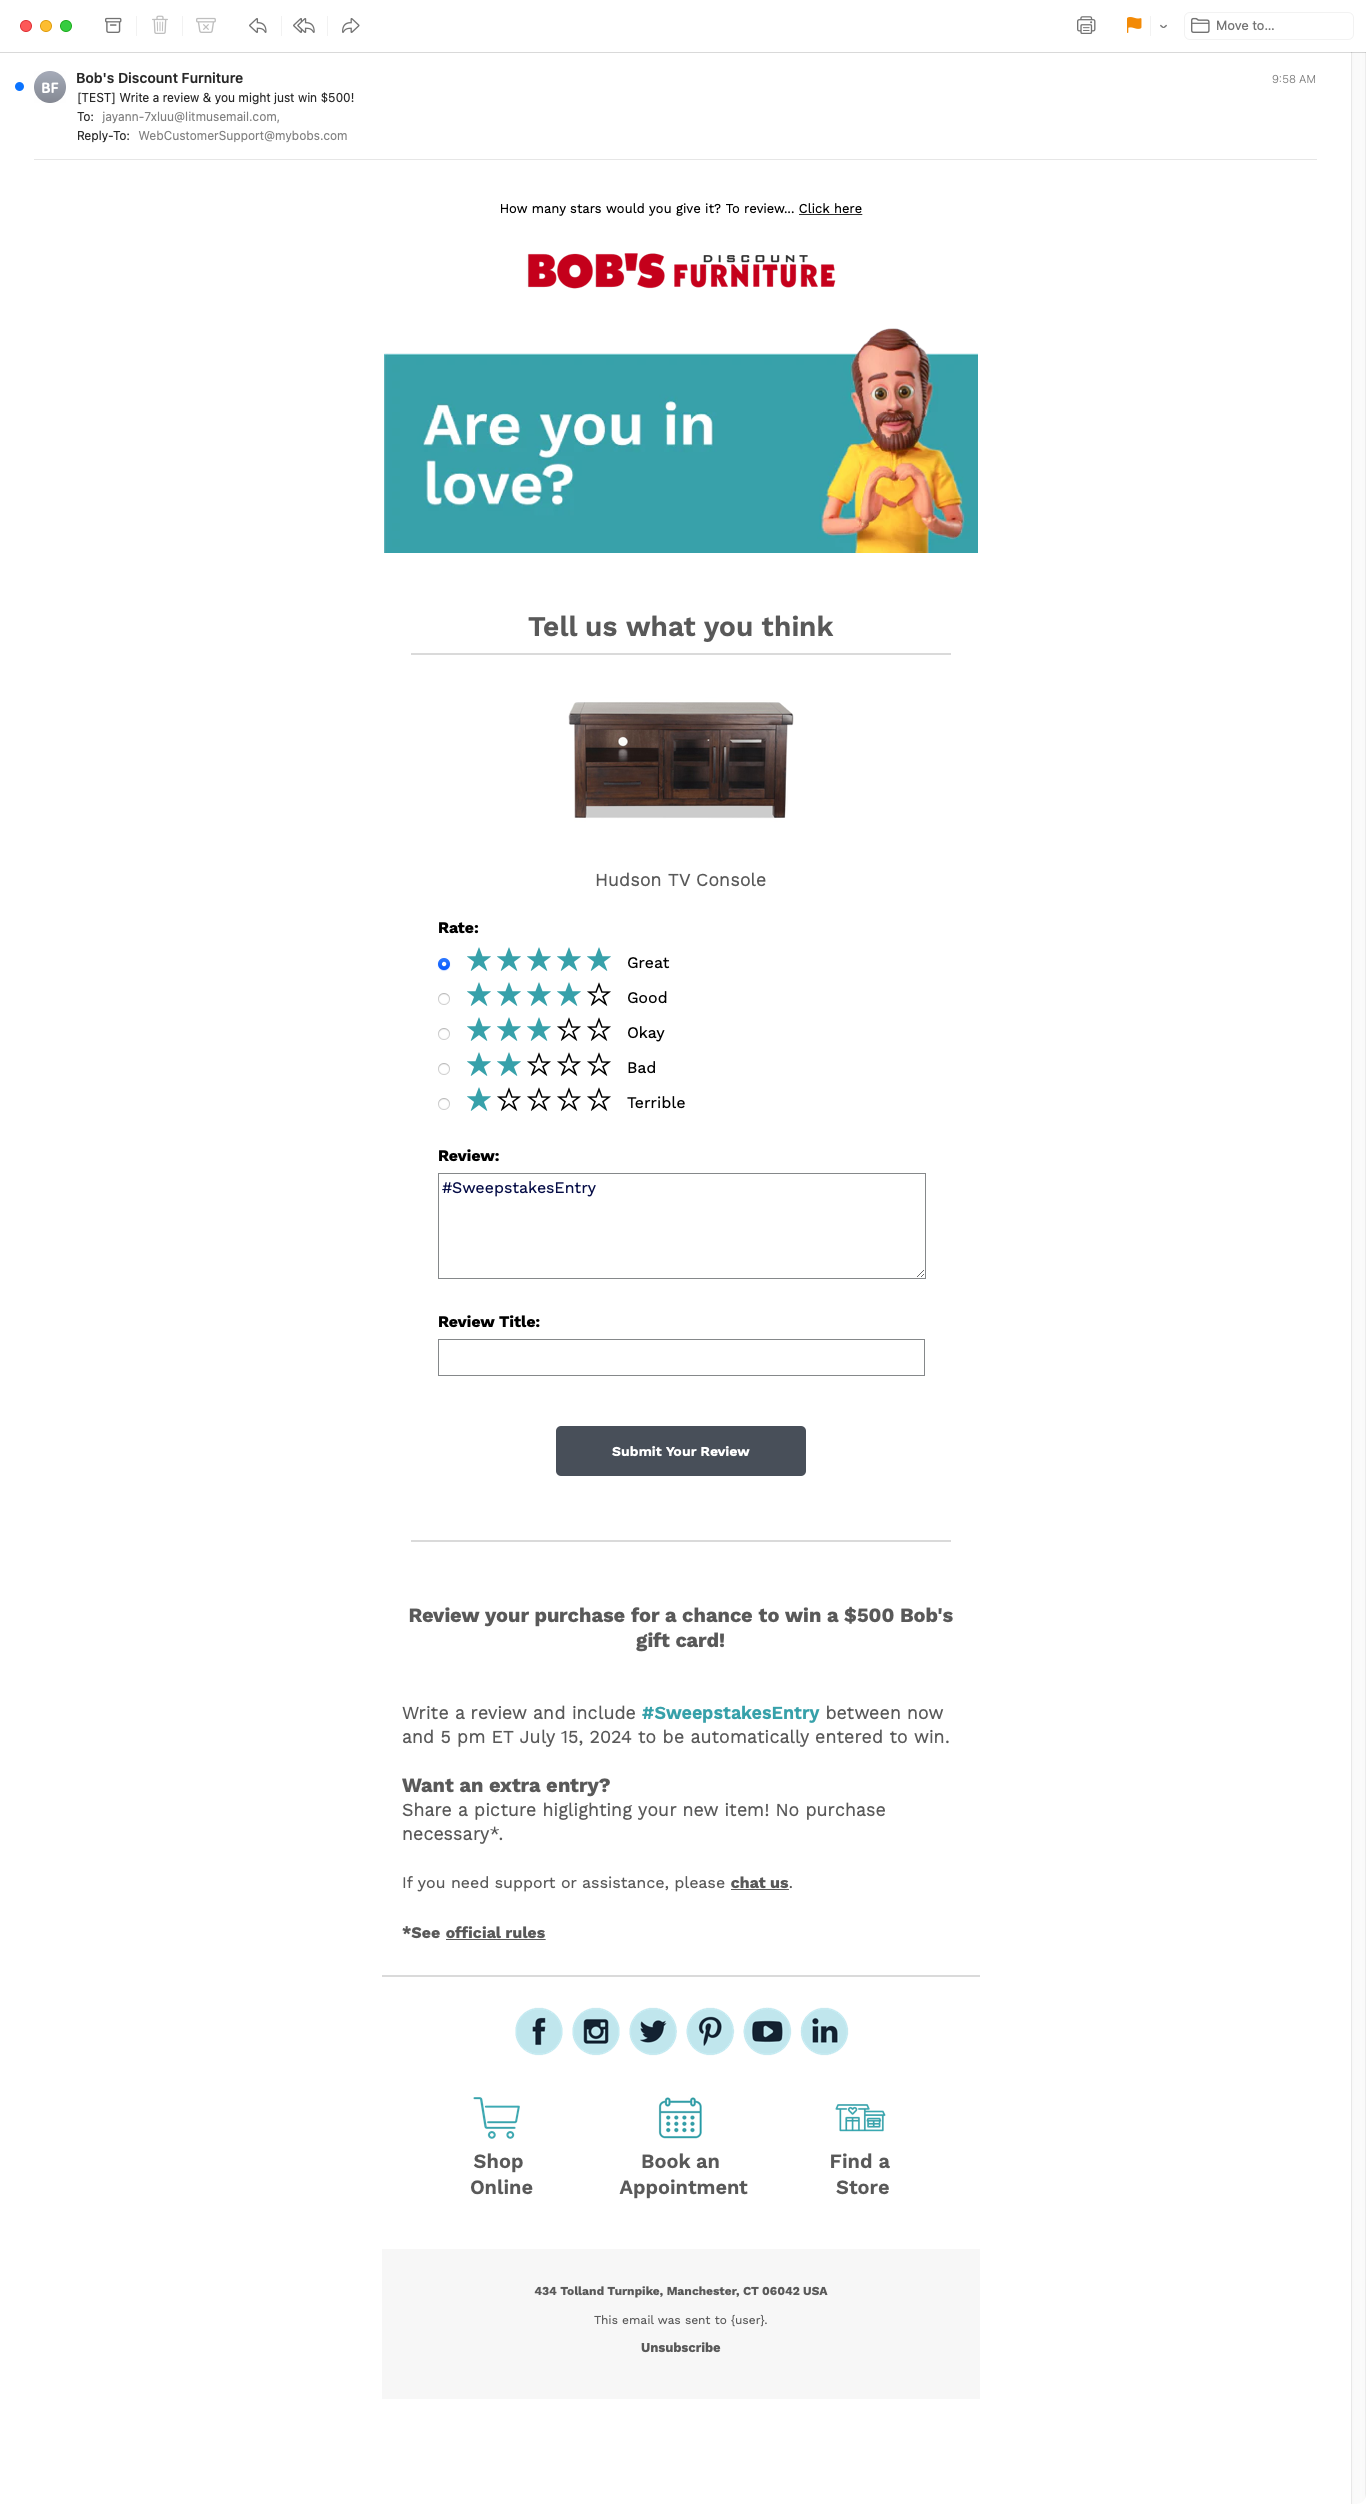 Move to...
Bob's Discount Furniture
9:58 AM
BF
[TEST] Write a review & you might just win $500!
To: jayann-7xluu@litmusemail.com,
Reply-To: WebCustomerSupport@mybobs.com
How many stars would you give it? To review... Click here
BOB'S DISCOUNT FURNITURE
Are you in
love?
Tell us what you think
Hudson TV Console
Rate:
Great
Good
Okay
Bad
Terrible
Review:
#SweepstakesEntry
Review Title:
Submit Your Review
Review your purchase for a chance to win a $500 Bob's
gift card!
Write a review and include #SweepstakesEntry between now
and 5 pm ET July 15, 2024 to be automatically entered to win.
Want an extra entry?
Share a picture higlighting your new item! No purchase
necessary*.
If you need support or assistance, please chat us.
*See official rules
Shop
Online
Book an
Appointment
Find a
Store
434 Tolland Turnpike, Manchester, CT 06042 USA
This email was sent to {user}.
Unsubscribe